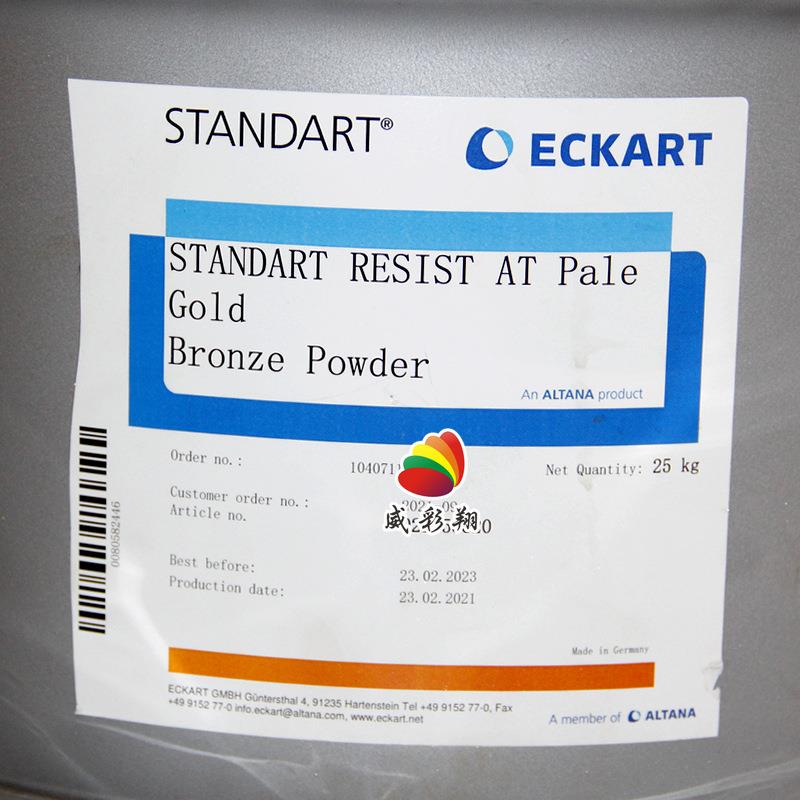 STANDART®
ECKART
STANDART RESIST AT Pale
Gold
Bronze Powder
An ALTANA product
Order no.:
Net Quantity: 25 kg
Customer order no.:
Article no.
威彩翔
Best before: 23.02.2023
Production date: 23.02.2021
0080582446
Made in Germany
ECKART GMBH Güntersthal 4, 91235 Hartenstein Tel +49 9152 77-0, Fax
+49 9152 77-0 info.eckart@altana.com, www.eckart.net
A member of ALTANA